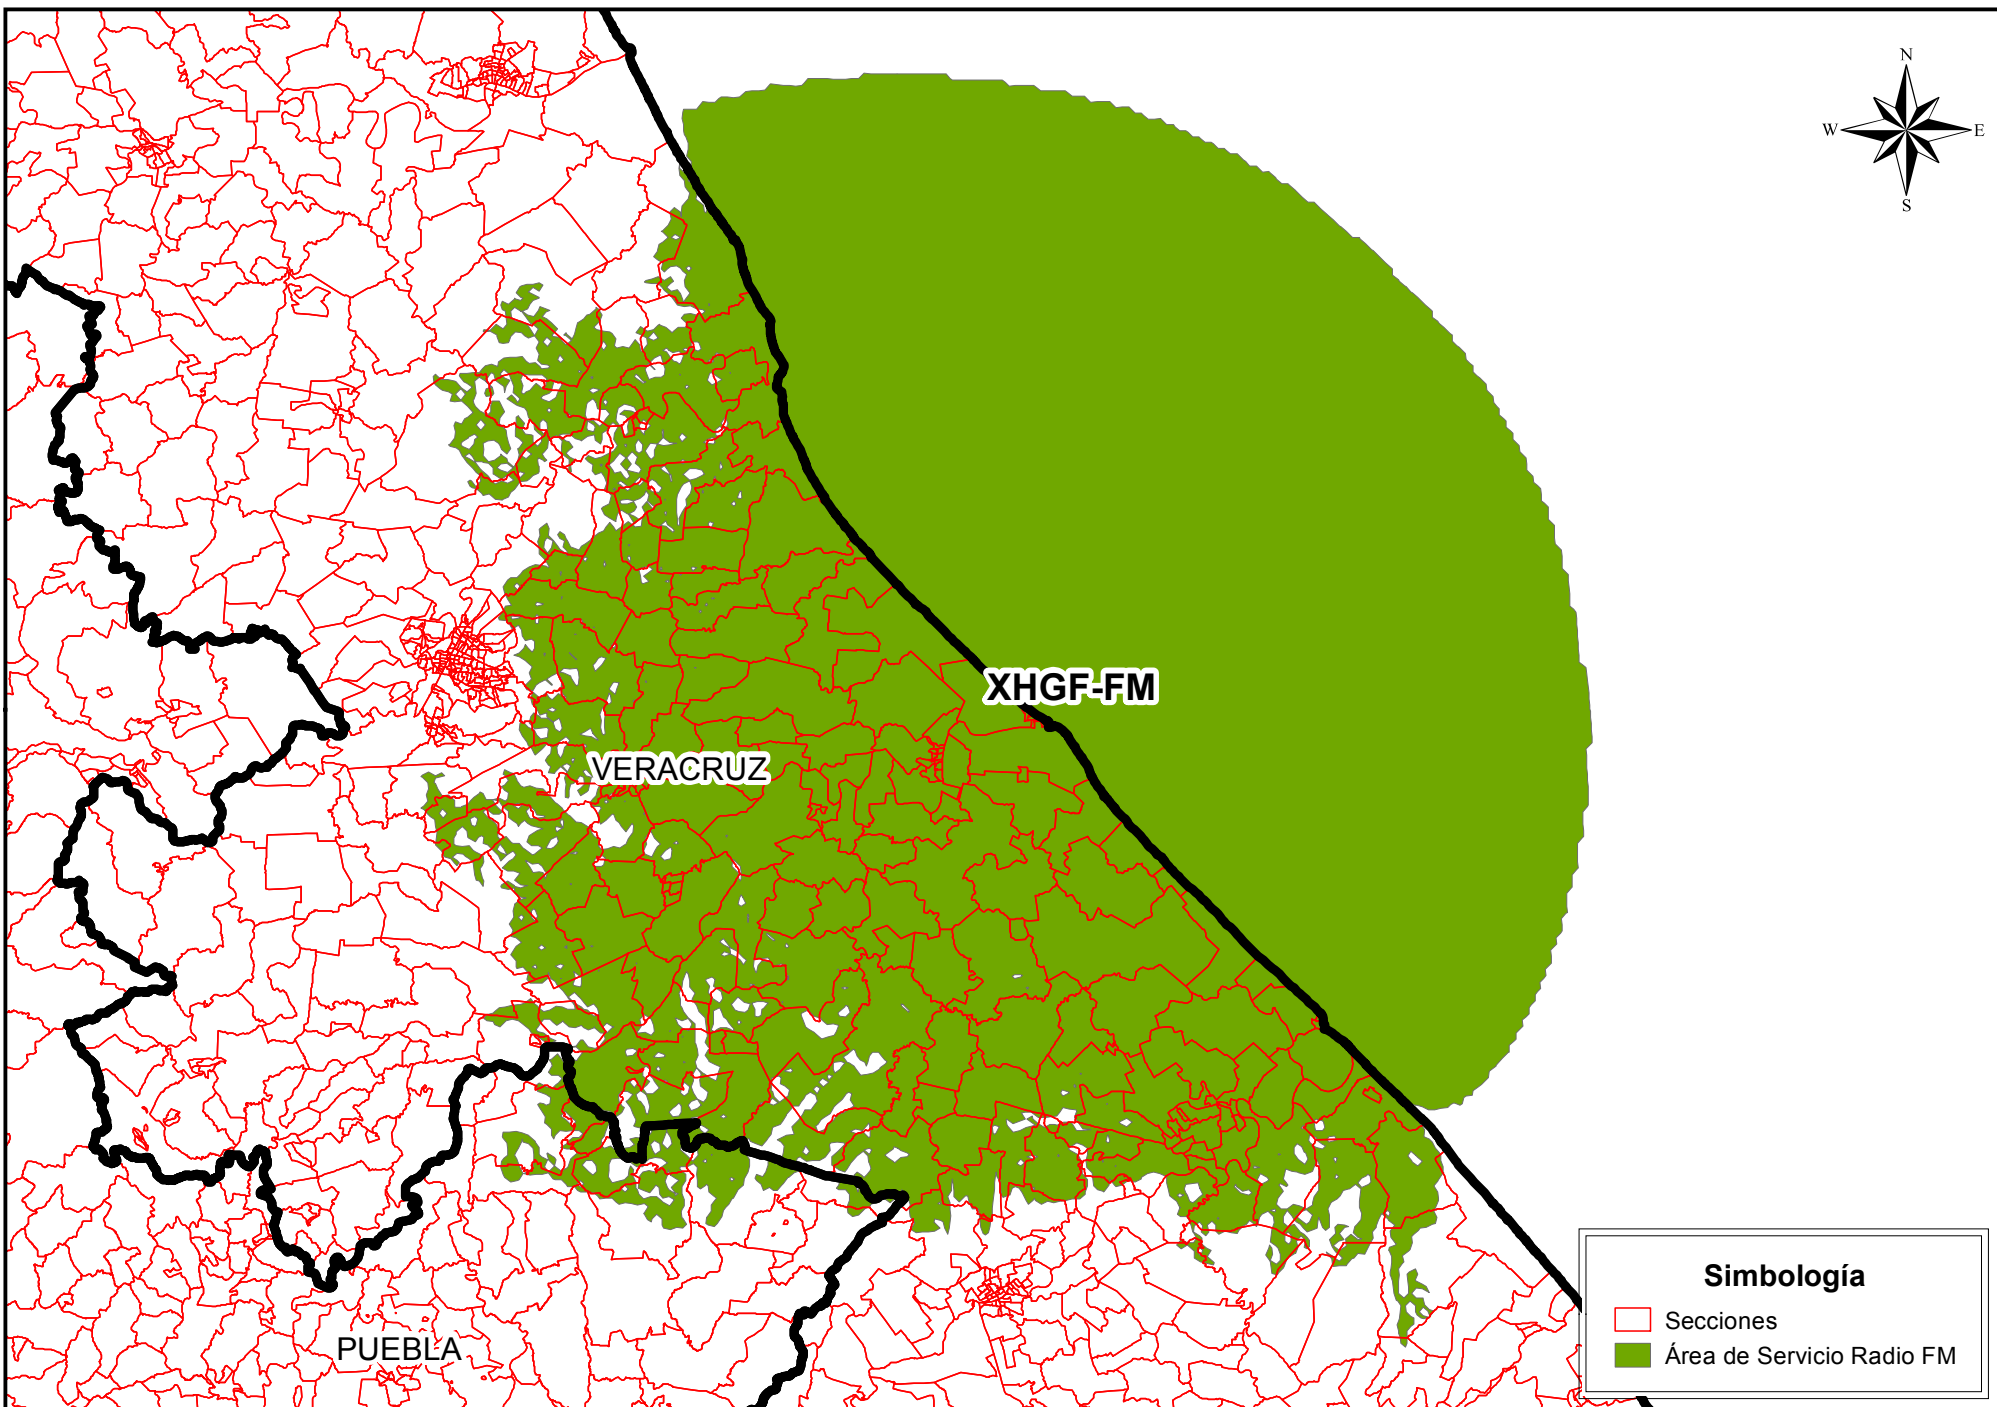 N
W E
S
XHGF-FM
VERACRUZ
PUEBLA
Simbología
Secciones
Área de Servicio Radio FM